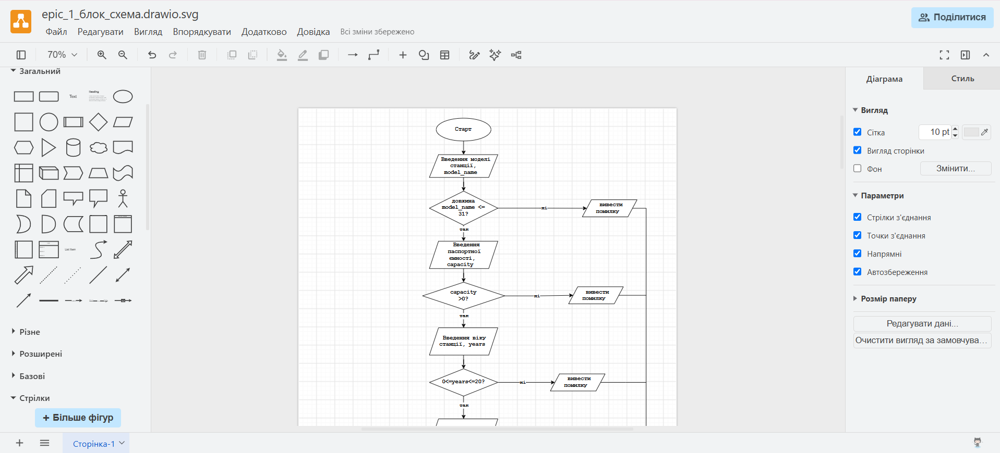 epic_1_блок_схема.drawio.svg
Поділитися
Файл Редагувати Вигляд Впорядкувати Додатково Довідка Всі зміни збережено
70%
Загальний
Text
Heading
List Item
Різне
Розширені
Базові
Стрілки
+ Більше фігур
Старт
Введення моделі
станції,
model_name
довжина
model_name <=
31?
ні
вивести
помилку
так
Введення
паспортної
ємності,
capacity
capacity
>0?
ні
вивести
помилку
так
Введення віку
станції, years
0<=years<=20?
ні
вивести
помилку
так
Діаграма
Стиль
Вигляд
Сітка 10 pt
Вигляд сторінки
Фон Змінити...
Параметри
Стрілки з'єднання
Точки з'єднання
Напрямні
Автозбереження
Розмір паперу
Редагувати дані...
Очистити вигляд за замовчува...
Сторінка-1